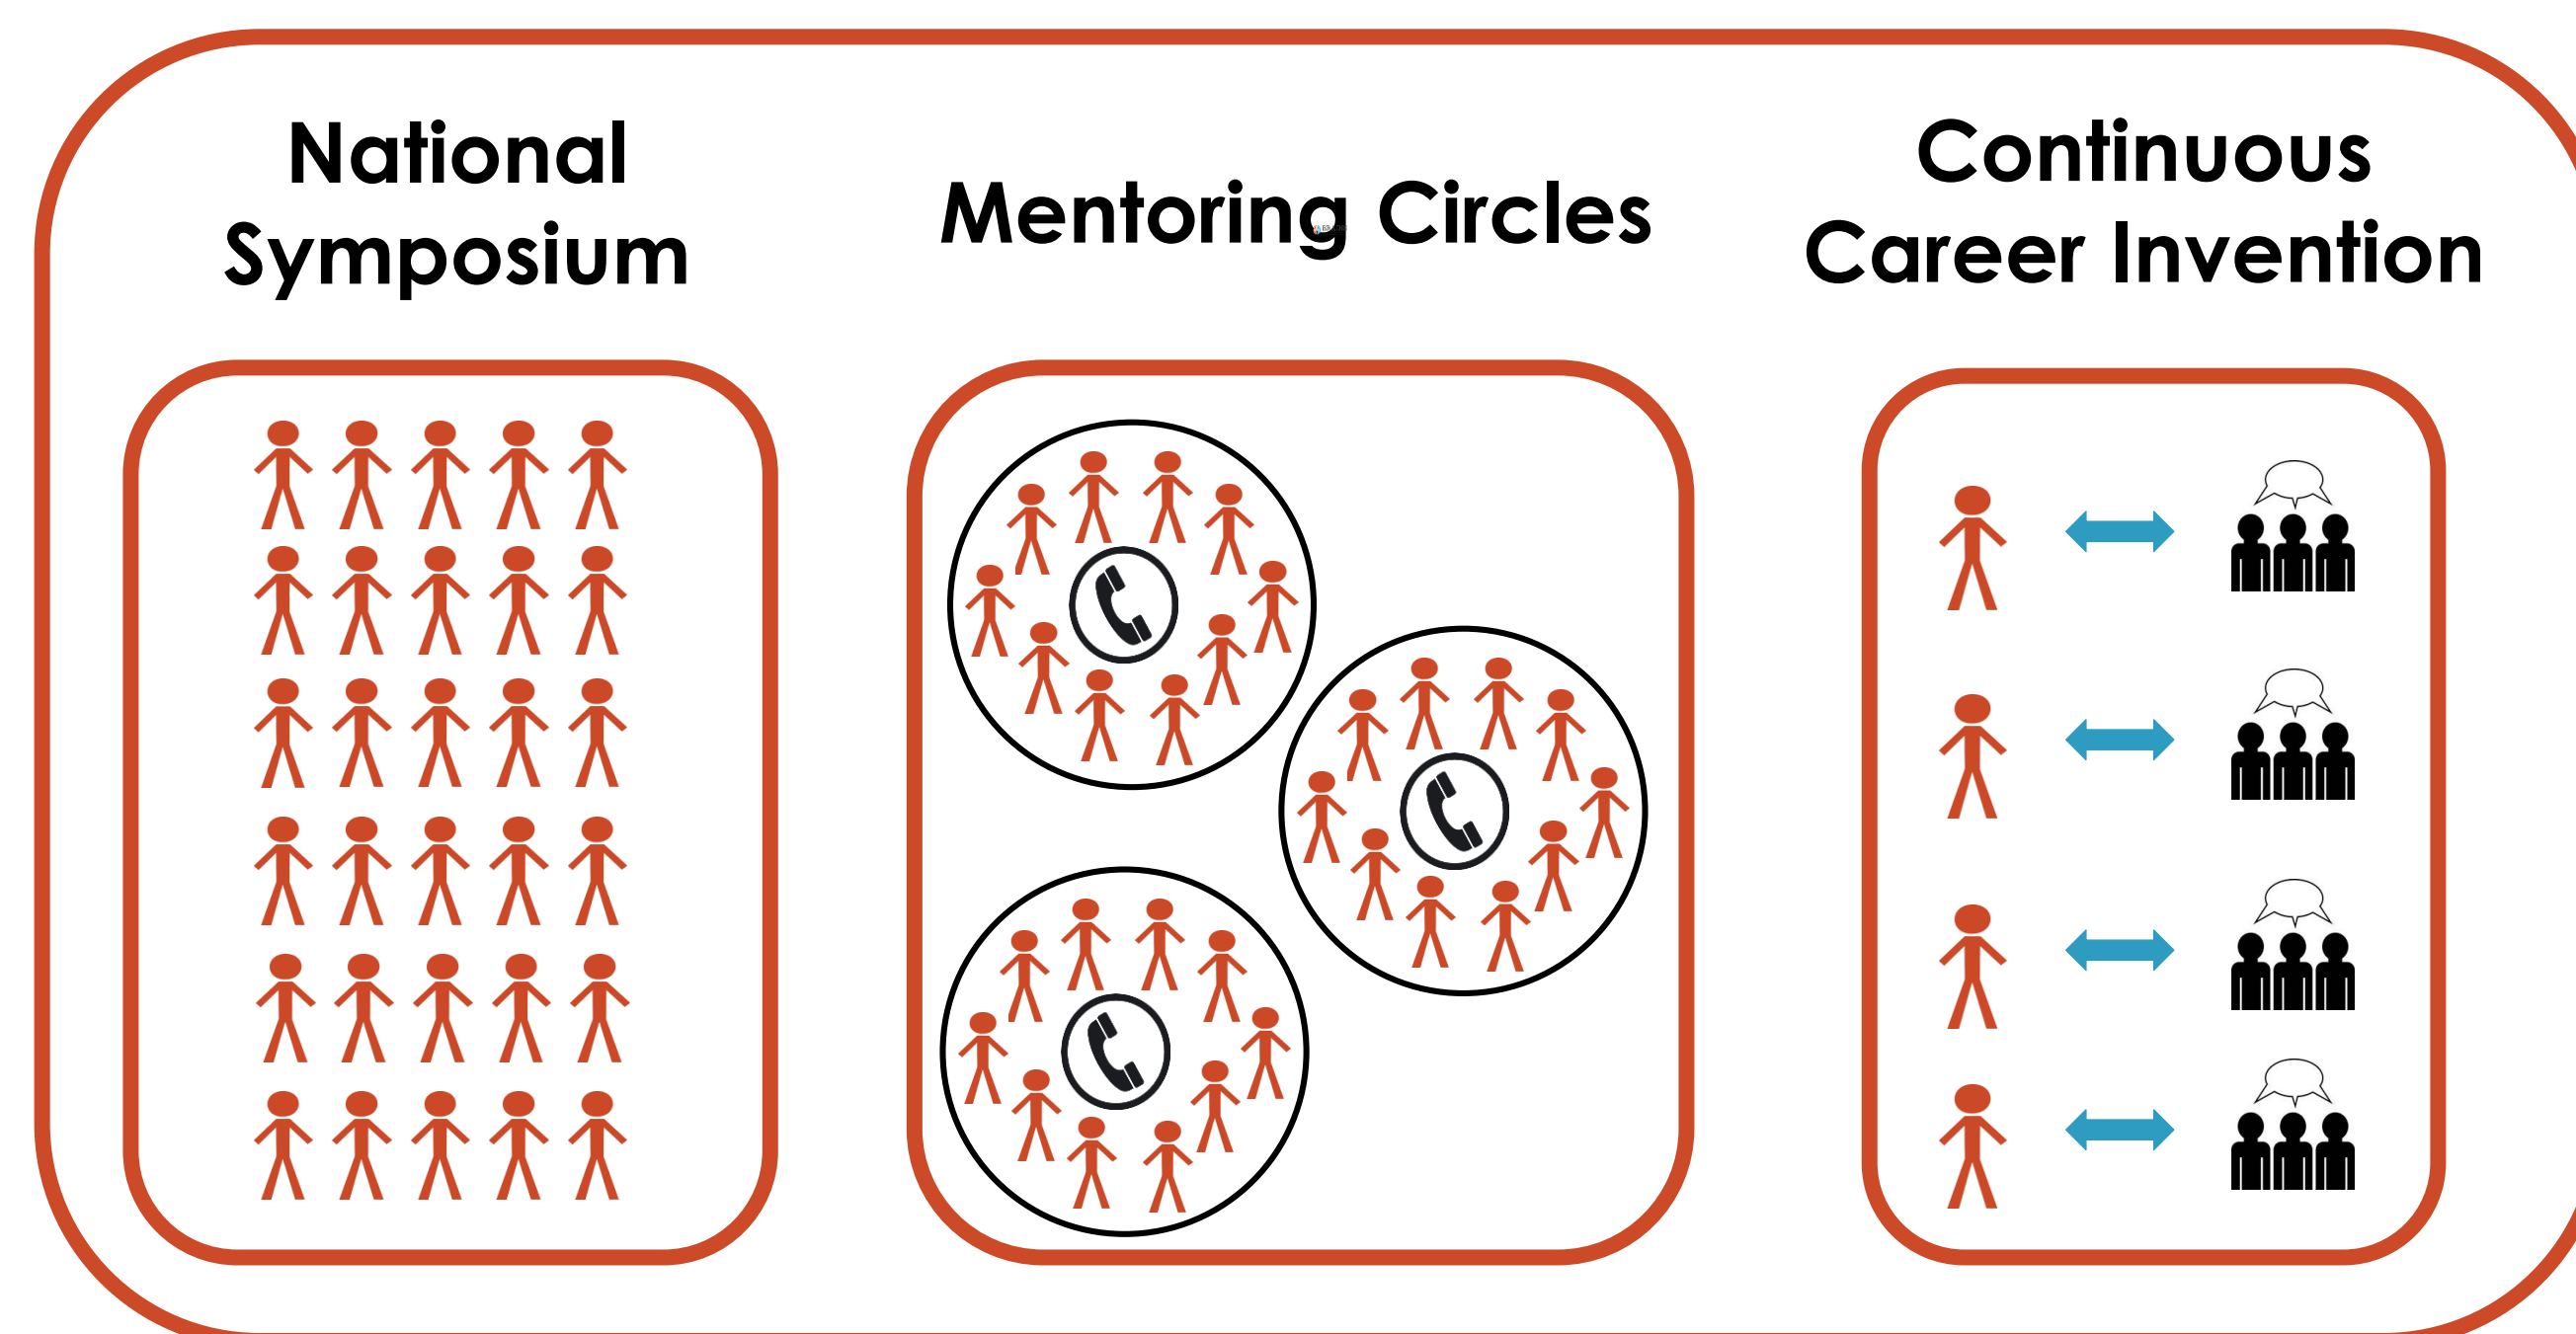 National
Symposium
Mentoring Circles
Continuous
Career Invention